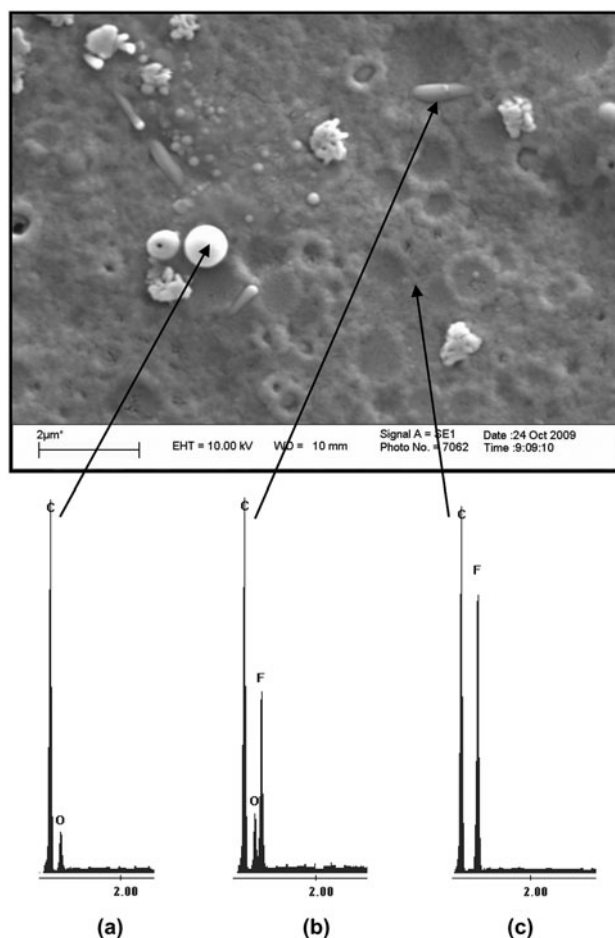 2µm*
EHT = 10.00 kV
WD = 10 mm
Signal A = SE1
Photo No. = 7062
Date :24 Oct 2009
Time :9:09:10
C
O
2.00
C
F
O
2.00
C
F
2.00
(a)
(b)
(c)